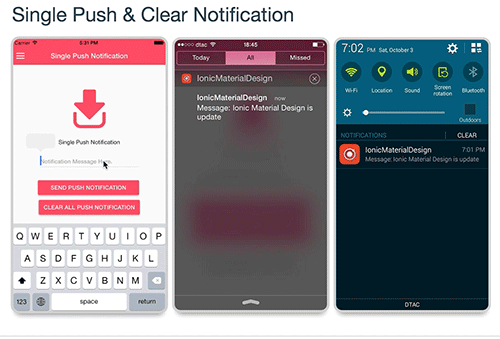 Single Push & Clear Notification
Carrier 5:31 PM
Single Push Notification
Single Push Notification
Notification Message Here
SEND PUSH NOTIFICATION
CLEAR ALL PUSH NOTIFICATION
Q W E R T Y U I O P
A S D F G H J K L
Z X C V B N M
123 space return
dtac 18:45
Today All Missed
IonicMaterialDesign
IonicMaterialDesign now
Message: Ionic Material Design is
update
7:02 PM, Sat, October 3
Wi-Fi Location Sound Screen rotation Bluetooth
Outdoors
NOTIFICATIONS CLEAR
IonicMaterialDesign 7:01 PM
Message: Ionic Material Design is update
DTAC